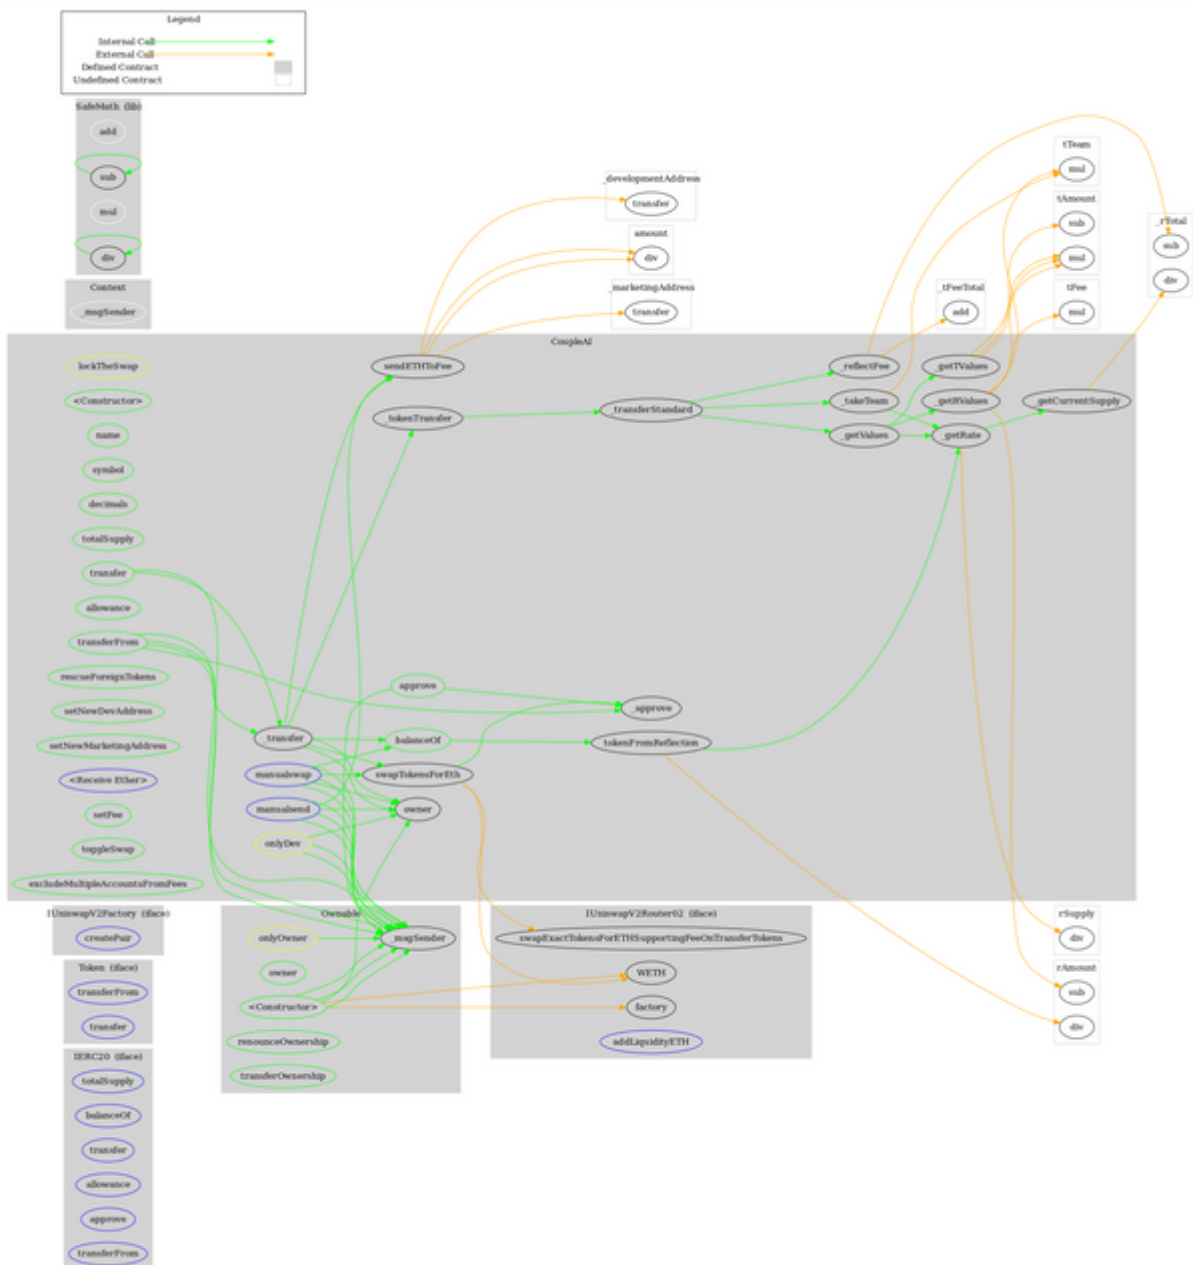 Legend
Internal Call
External Call
Defined Contract
Undefined Contract
SafeMath (lib)
add
sub
mul
div
Context
_msgSender
_developmentAddress
transfer
amount
div
_marketingAddress
transfer
_tFeeTotal
add
tTeam
mul
tAmount
sub
mul
tFee
mul
_rTotal
sub
div
CoupleAI
lockTheSwap
<Constructor>
name
symbol
decimals
totalSupply
transfer
allowance
transferFrom
rescueForeignTokens
setNewDevAddress
setNewMarketingAddress
<Receive Ether>
setFee
toggleSwap
excludeMultipleAccountsFromFees
_transfer
manualswap
manualsend
onlyDev
sendETHToFee
_tokenTransfer
approve
balanceOf
swapTokensForEth
owner
_transferStandard
_approve
tokenFromReflection
_reflectFee
_takeTeam
_getValues
_getTValues
_getRValues
_getRate
_getCurrentSupply
IUniswapV2Factory (iface)
createPair
Token (iface)
transferFrom
transfer
IERC20 (iface)
totalSupply
balanceOf
transfer
allowance
approve
transferFrom
Ownable
onlyOwner
owner
<Constructor>
renounceOwnership
transferOwnership
_msgSender
IUniswapV2Router02 (iface)
swapExactTokensForETHSupportingFeeOnTransferTokens
WETH
factory
addLiquidityETH
rSupply
div
rAmount
sub
div